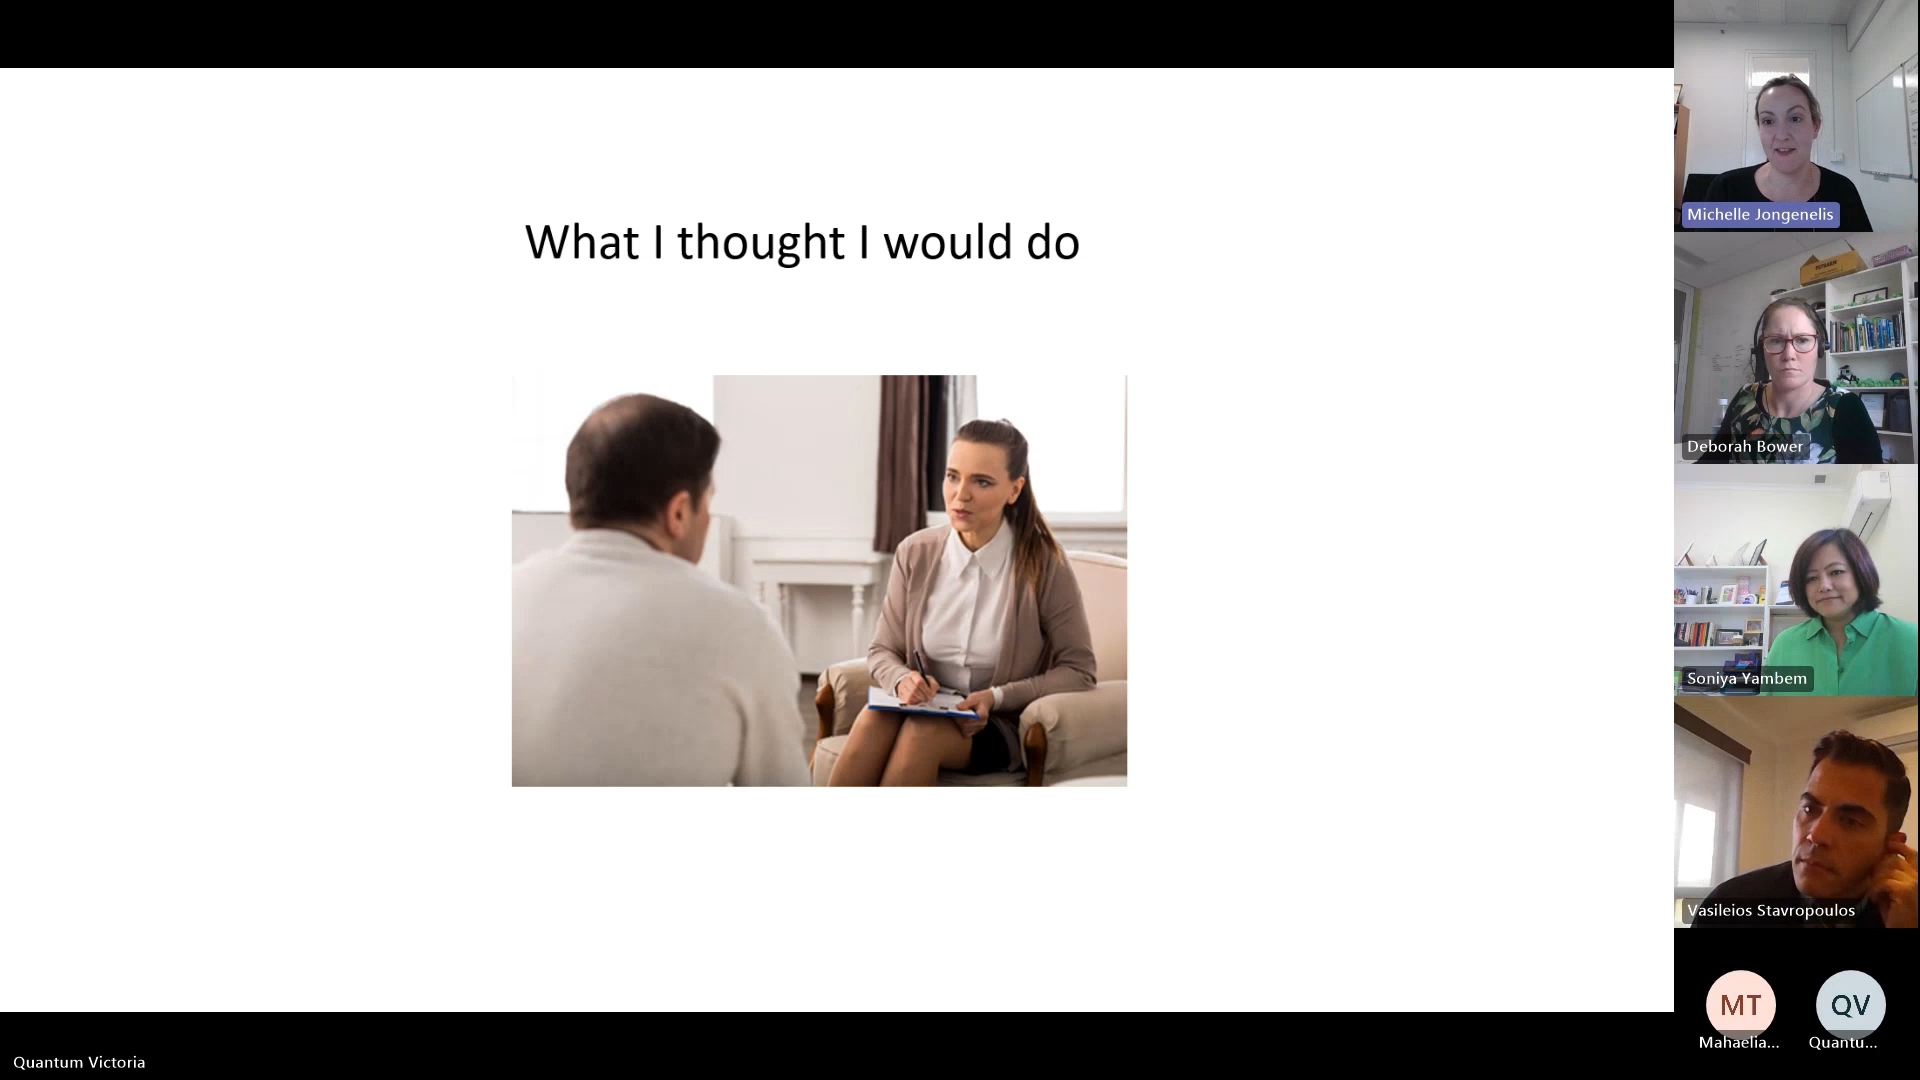 What I thought I would do
Michelle Jongenelis
Deborah Bower
Soniya Yambem
Vasileios Stavropoulos
MT
QV
Mahaelia...
Quantu...
Quantum Victoria